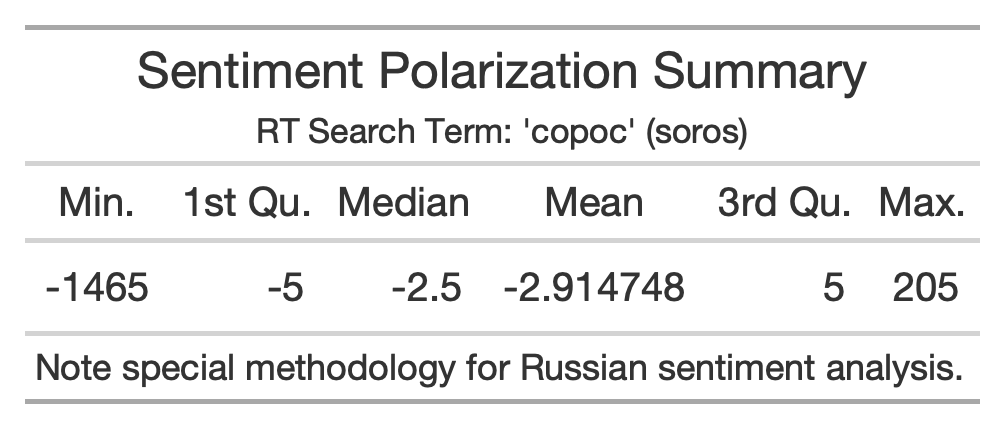 Sentiment Polarization Summary
RT Search Term: 'сорос' (soros)
Min. 1st Qu. Median Mean 3rd Qu. Max.
-1465 -5 -2.5 -2.914748 5 205
Note special methodology for Russian sentiment analysis.